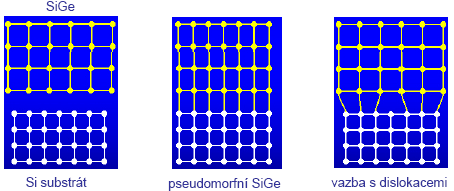 SiGe
Si substrát
pseudomorfní SiGe
vazba s dislokacemi